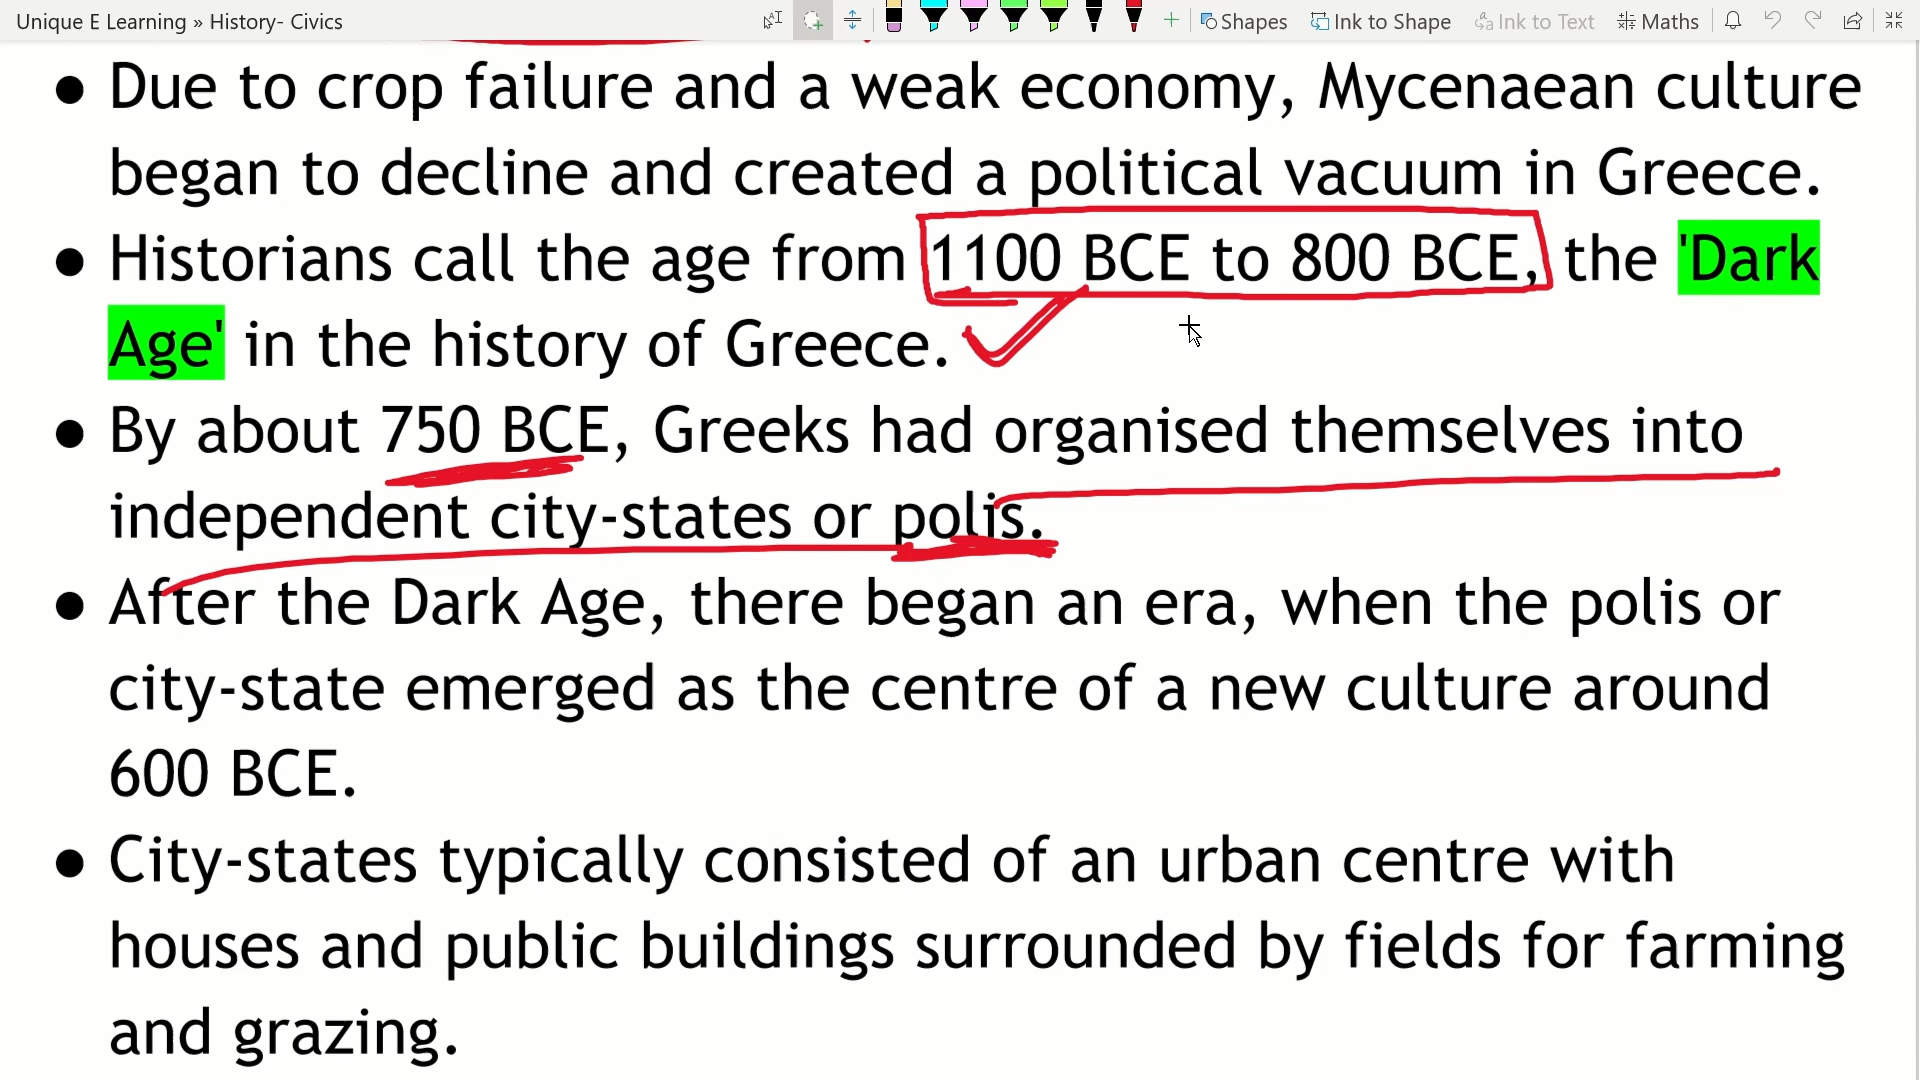 Unique E Learning » History- Civics
Shapes Ink to Shape Ink to Text Maths
● Due to crop failure and a weak economy, Mycenaean culture
began to decline and created a political vacuum in Greece.
● Historians call the age from 1100 BCE to 800 BCE, the 'Dark
Age' in the history of Greece.
● By about 750 BCE, Greeks had organised themselves into
independent city-states or polis.
● After the Dark Age, there began an era, when the polis or
city-state emerged as the centre of a new culture around
600 BCE.
● City-states typically consisted of an urban centre with
houses and public buildings surrounded by fields for farming
and grazing.